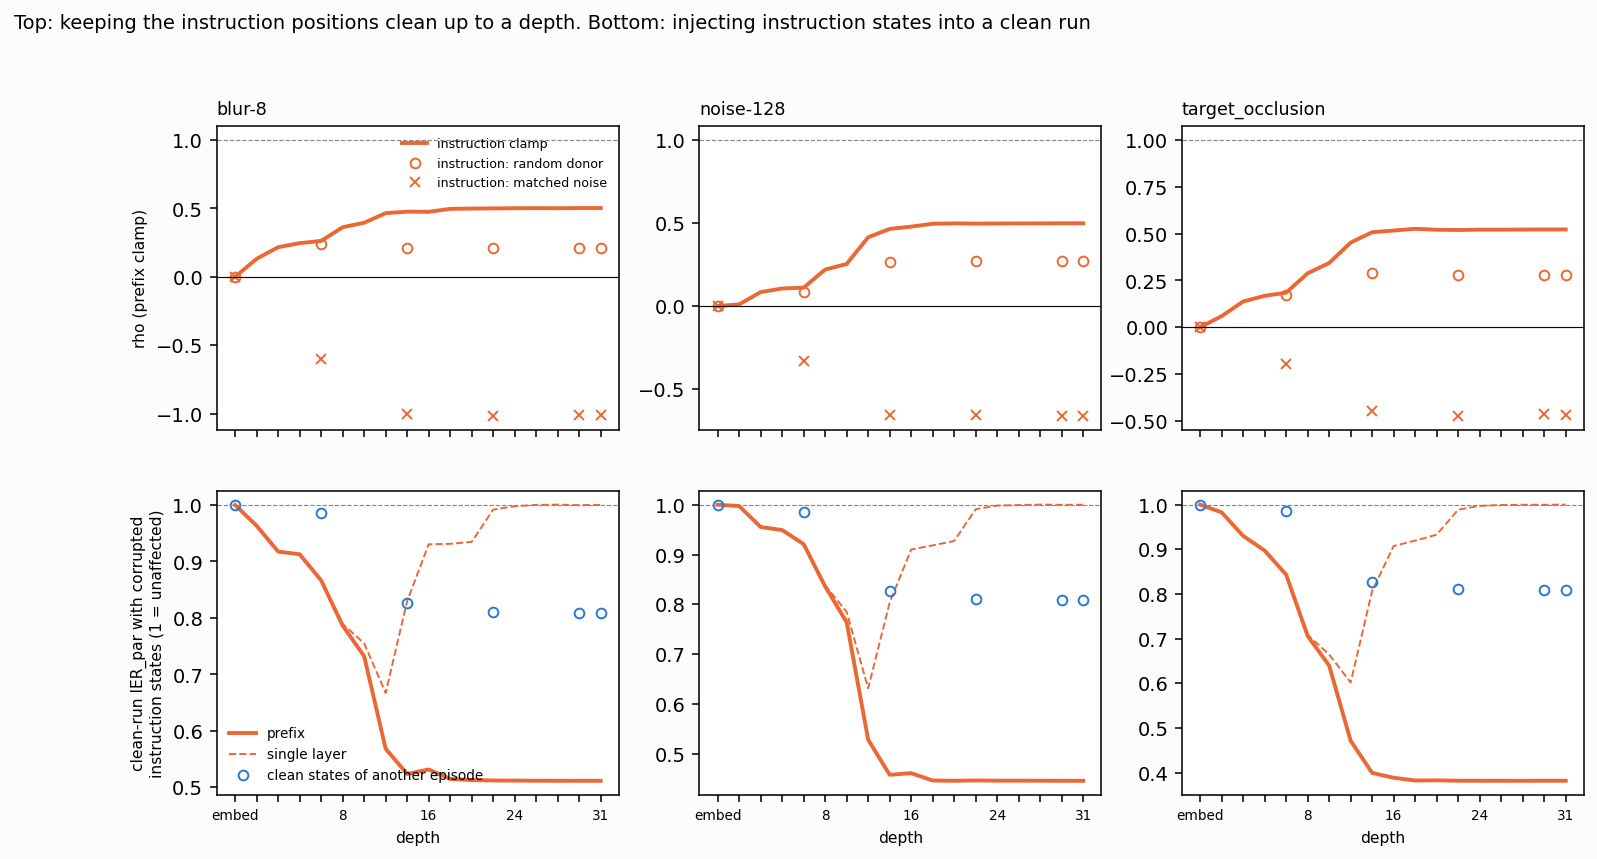 Top: keeping the instruction positions clean up to a depth. Bottom: injecting instruction states into a clean run
blur-8
noise-128
target_occlusion
rho (prefix clamp)
1.0
0.5
0.0
−0.5
−1.0
instruction clamp
instruction: random donor
instruction: matched noise
1.0
0.5
0.0
−0.5
1.00
0.75
0.50
0.25
0.00
−0.25
−0.50
clean-run IER_par with corrupted
instruction states (1 = unaffected)
1.0
0.9
0.8
0.7
0.6
0.5
prefix
single layer
clean states of another episode
embed 8 16 24 31
depth
1.0
0.9
0.8
0.7
0.6
0.5
embed 8 16 24 31
depth
1.0
0.9
0.8
0.7
0.6
0.5
0.4
embed 8 16 24 31
depth